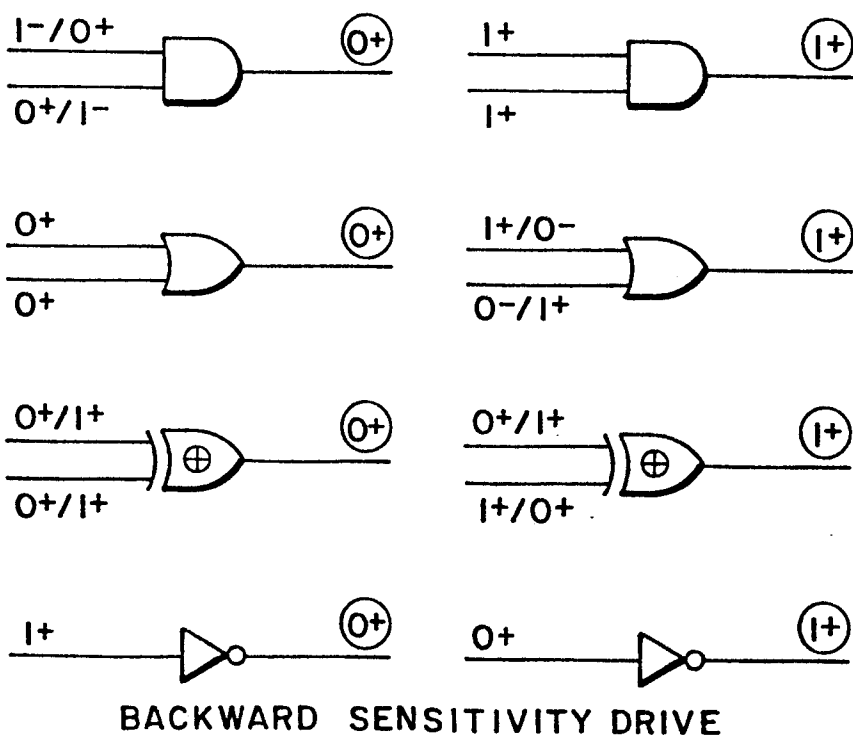 1-/0+ 0+ 1+ 1+
0+/1- 1+
0+ 0+ 1+/0- 1+
0+ 0-/1+
0+/1+ 0+ 0+/1+ 1+
⊕ ⊕
0+/1+ 1+/0+
1+ 0+ 0+ 1+
BACKWARD SENSITIVITY DRIVE